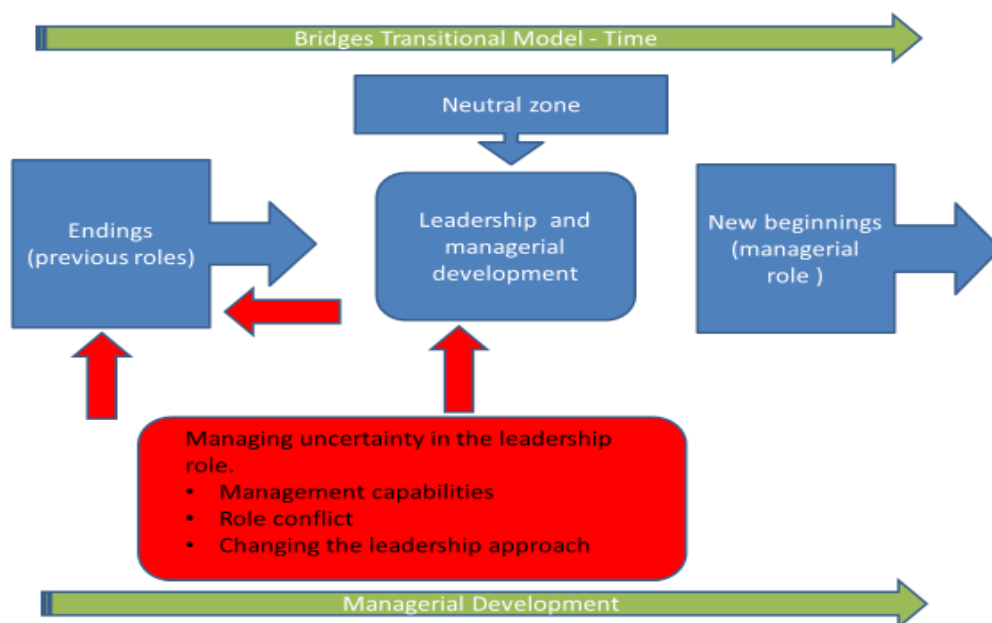 Bridges Transitional Model - Time
Neutral zone
Endings
(previous roles)
Leadership and
managerial
development
New beginnings
(managerial
role )
Managing uncertainty in the leadership
role.
• Management capabilities
• Role conflict
• Changing the leadership approach
Managerial Development